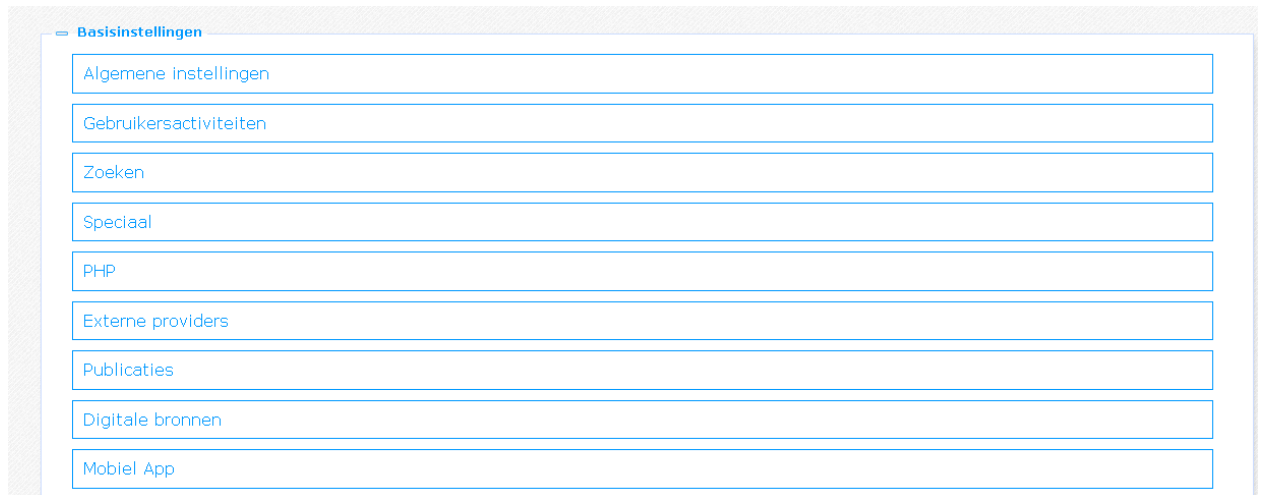 Basisinstellingen
Algemene instellingen
Gebruikersactiviteiten
Zoeken
Speciaal
PHP
Externe providers
Publicaties
Digitale bronnen
Mobiel App